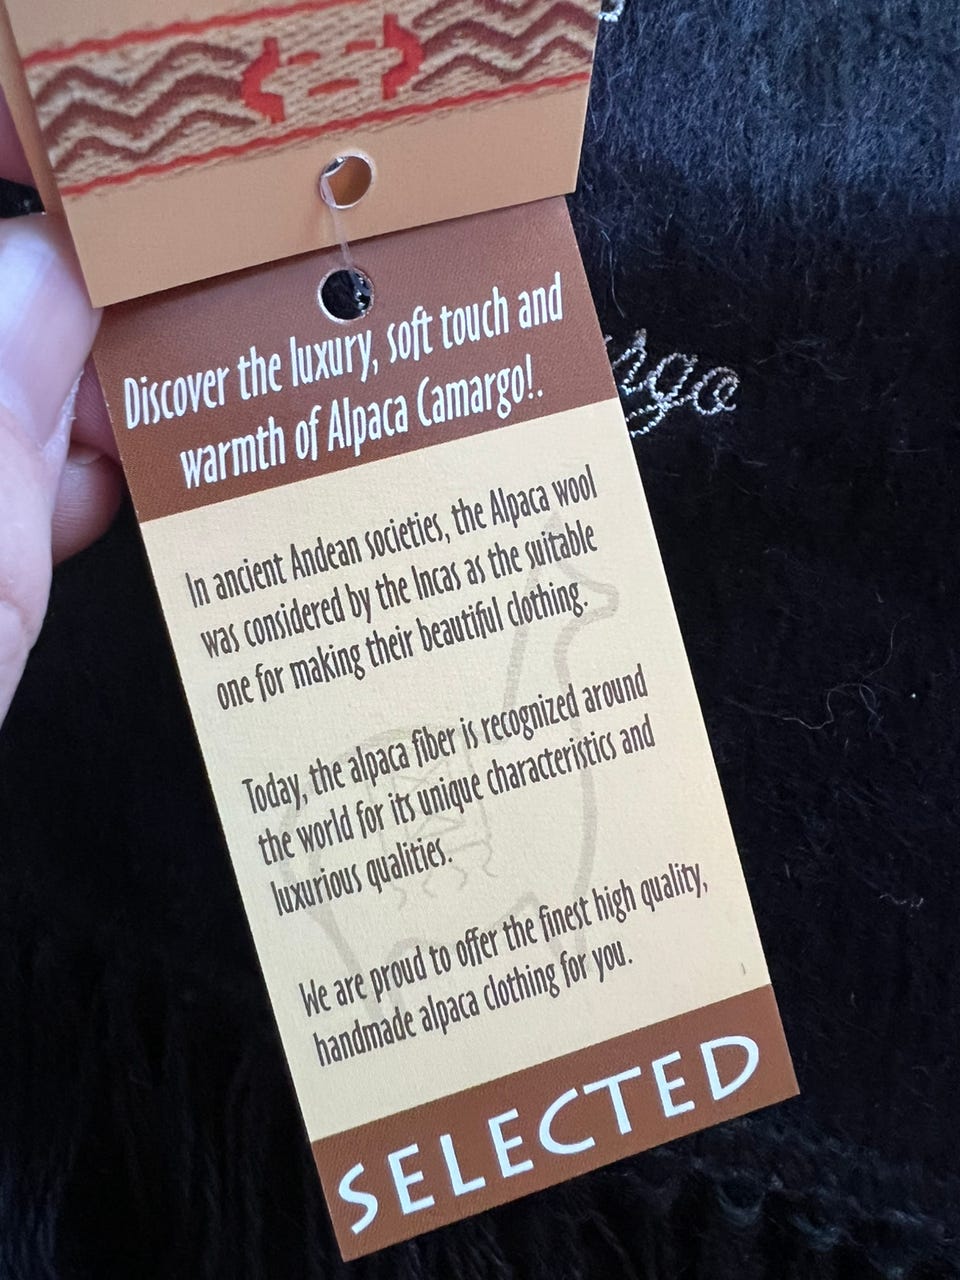 Discover the luxury, soft touch and
warmth of Alpaca Camargo!.
In ancient Andean societies, the Alpaca wool
was considered by the Incas as the suitable
one for making their beautiful clothing.
Today, the alpaca fiber is recognized around
the world for its unique characteristics and
luxurious qualities.
We are proud to offer the finest high quality,
handmade alpaca clothing for you.
SELECTED